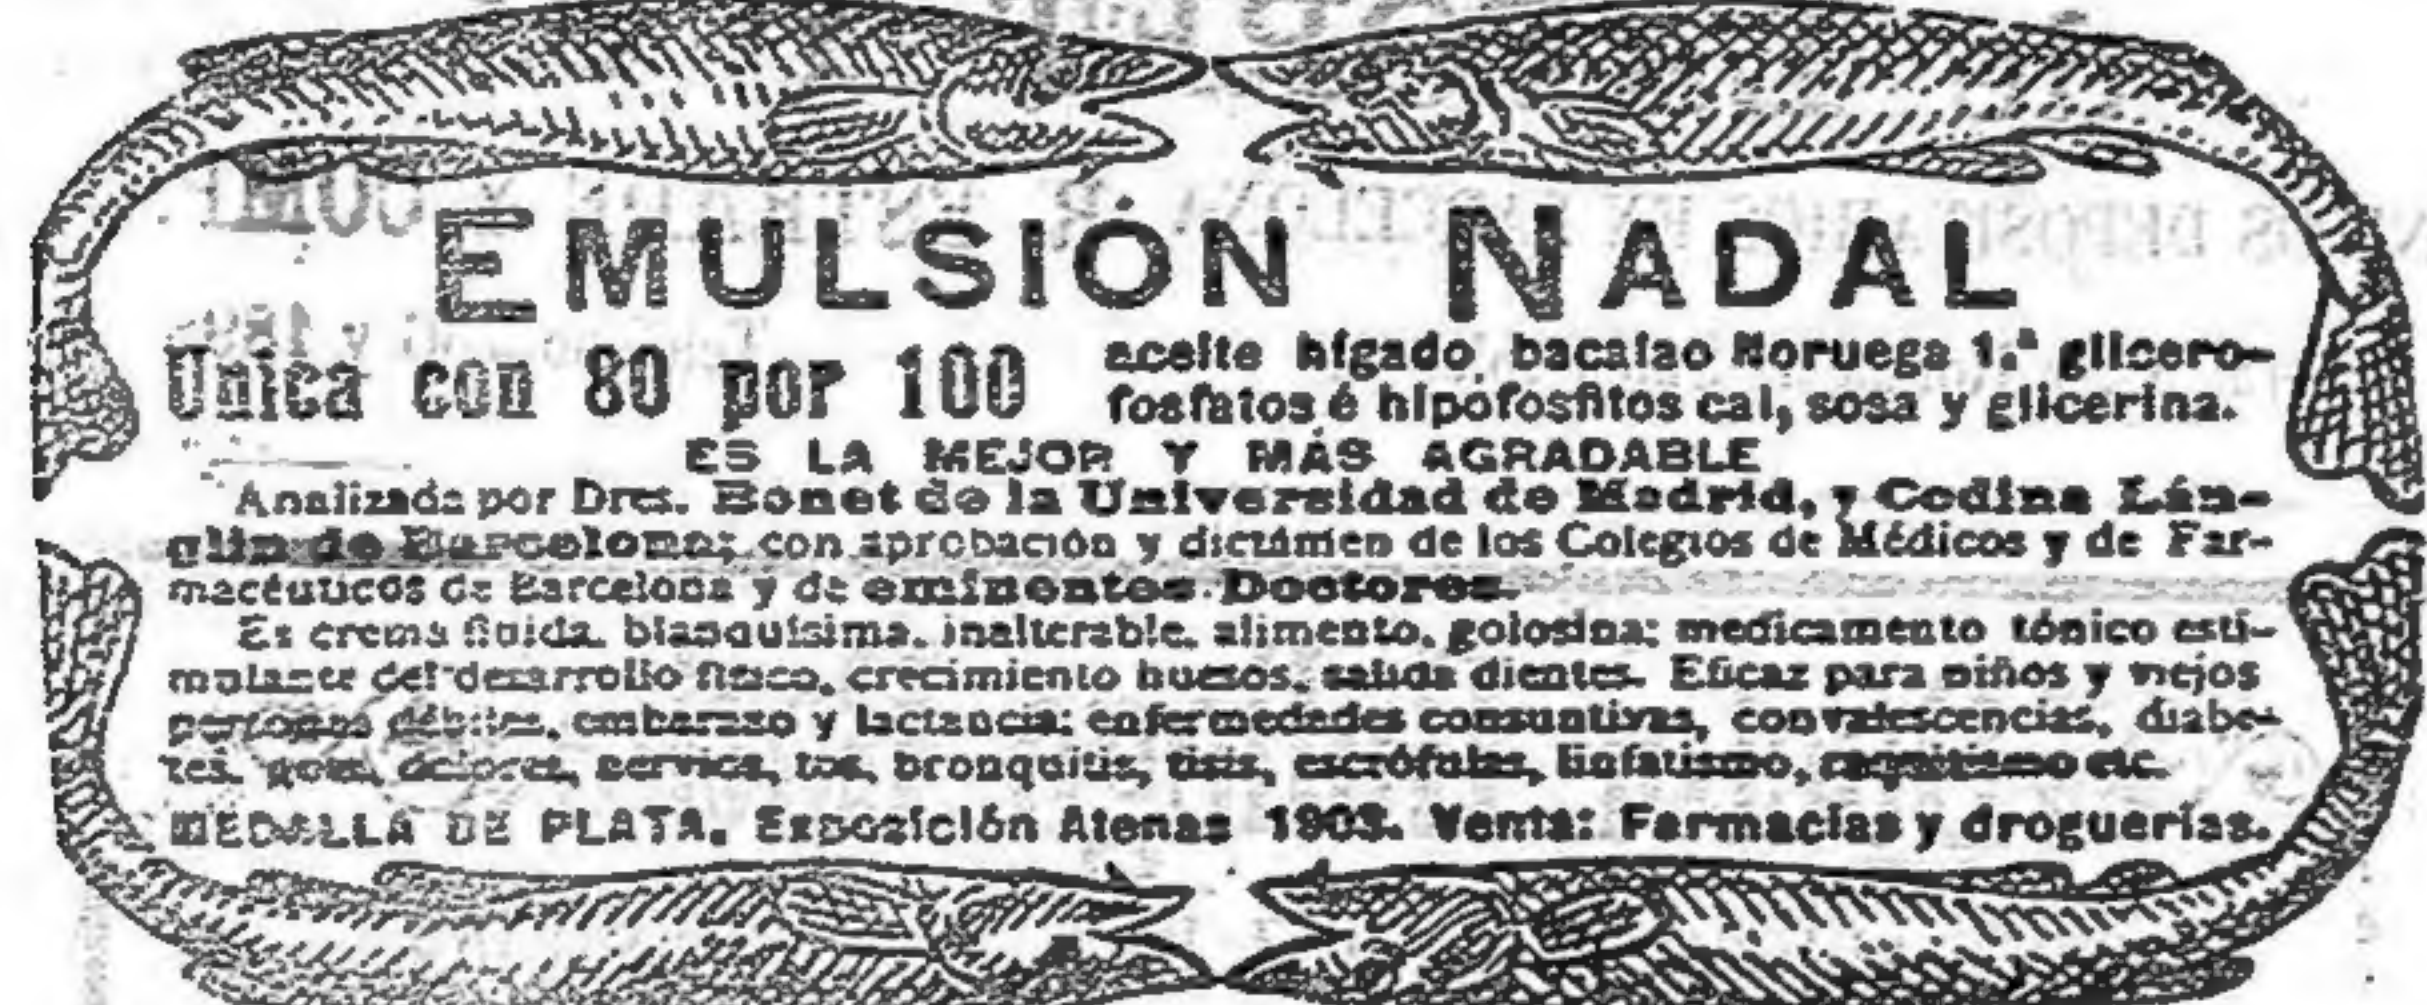 EMULSIÓN NADAL
Unica con 80 por 100 aceite hígado bacalao Noruega 1.ª glicero-
fosfatos é hipofosfitos cal, sosa y glicerina.
ES LA MEJOR Y MÁS AGRADABLE
Analizada por Dres. Bonet de la Universidad de Madrid, y Codina Län-
glin de Barcelona; con aprobación y dictámen de los Colegios de Médicos y de Far-
macéuticos de Barcelona y de eminentes Doctores.
Es crema fluida, blanquísima, inalterable, alimento, golosina; medicamento tónico estí-
mulante del desarrollo físico, crecimiento huesos, salida dientes. Eficaz para niños y viejos
personas débiles, embarazo y lactancia: enfermedades consuntivas, convalescencias, diabe-
tes, gota, dolores, nervios, tos, bronquitis, tisis, escrófulas, linfatismo, raquitismo etc.
MEDALLA DE PLATA. Exposición Atenas 1903. Venta: Farmacias y droguerías.